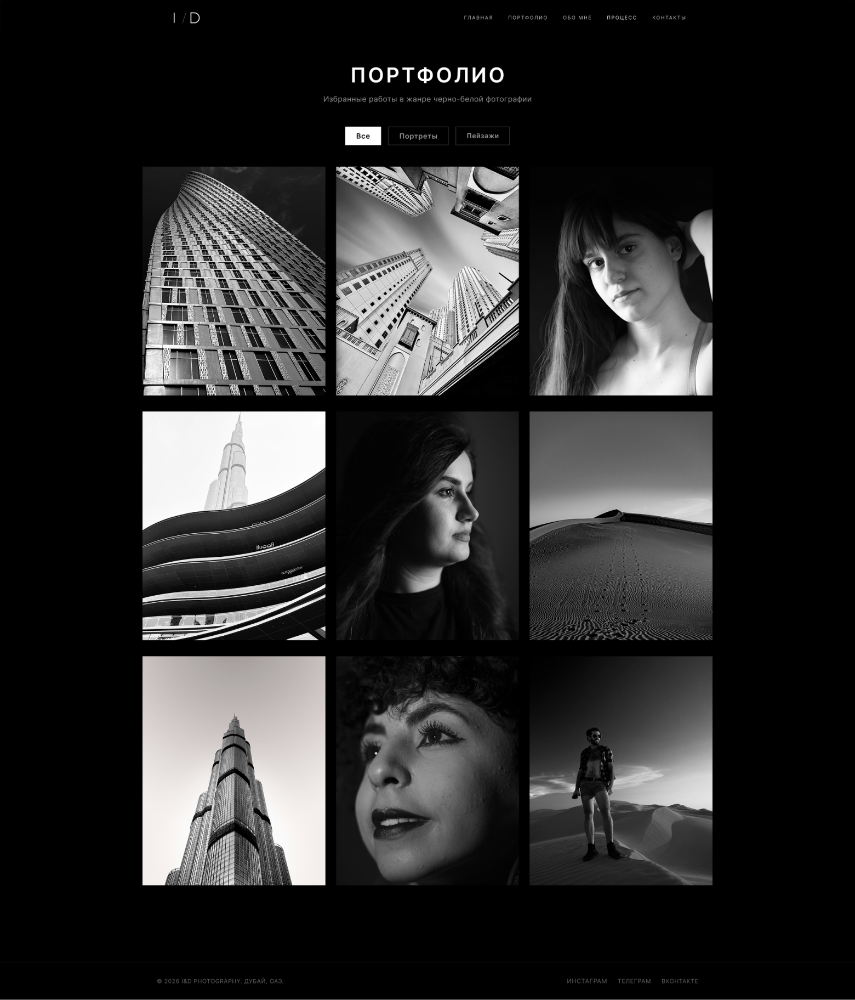 I / D
ГЛАВНАЯ ПОРТФОЛИО ОБО МНЕ ПРОЦЕСС КОНТАКТЫ
ПОРТФОЛИО
Избранные работы в жанре черно-белой фотографии
Все Портреты Пейзажи
HuQQA
© 2026 I&D PHOTOGRAPHY. ДУБАЙ, ОАЭ.
ИНСТАГРАМ ТЕЛЕГРАМ ВКОНТАКТЕ